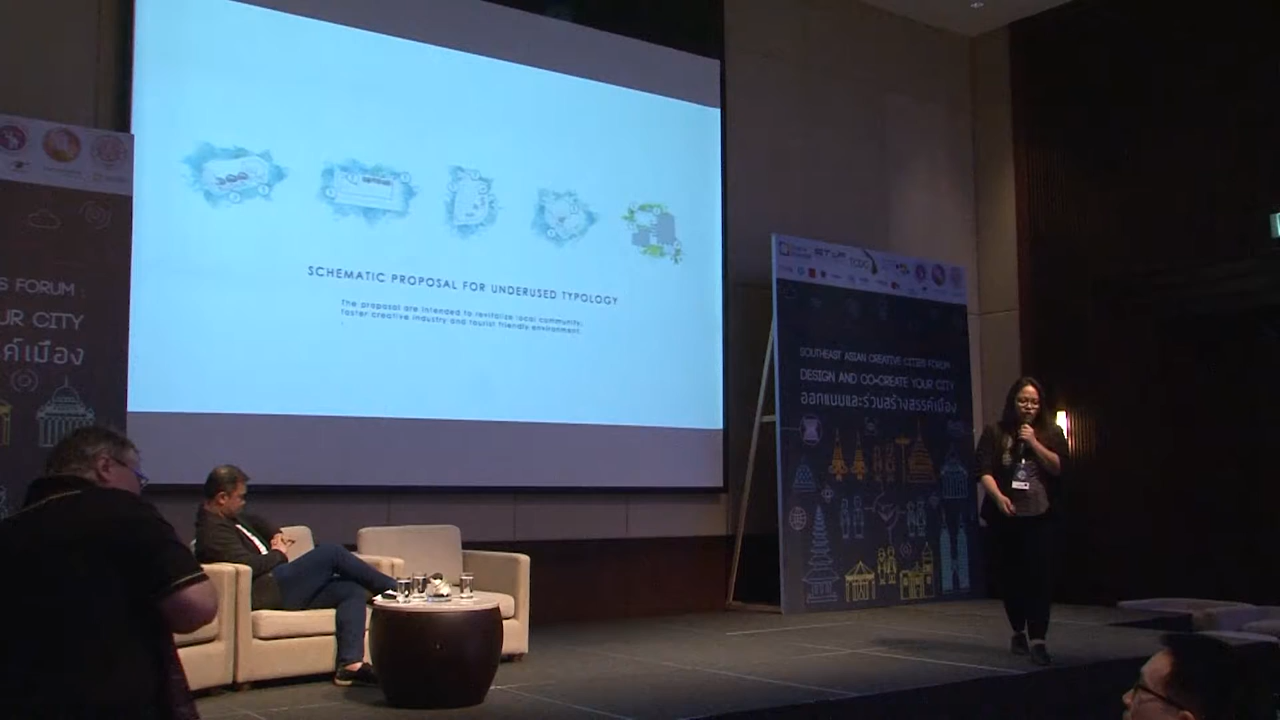 SCHEMATIC PROPOSAL FOR UNDERUSED TYPOLOGY
The proposal are intended to revitalize local community,
foster creative industry and tourist friendly environment.
S FORUM
UR CITY
รค์เมือง
SOUTHEAST ASIAN CREATIVE CITIES FORUM
DESIGN AND CO-CREATE YOUR CITY
ออกแบบและร่วมสร้างสรรค์เมือง